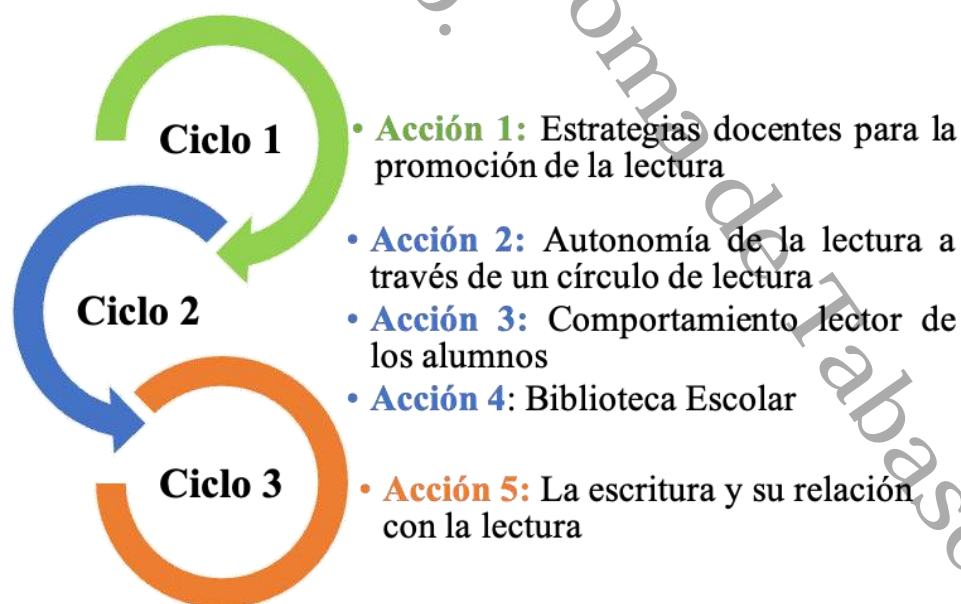 Ciclo 1
• Acción 1: Estrategias docentes para la
promoción de la lectura
Ciclo 2
• Acción 2: Autonomía de la lectura a
través de un círculo de lectura
• Acción 3: Comportamiento lector de
los alumnos
• Acción 4: Biblioteca Escolar
Ciclo 3
• Acción 5: La escritura y su relación
con la lectura
de